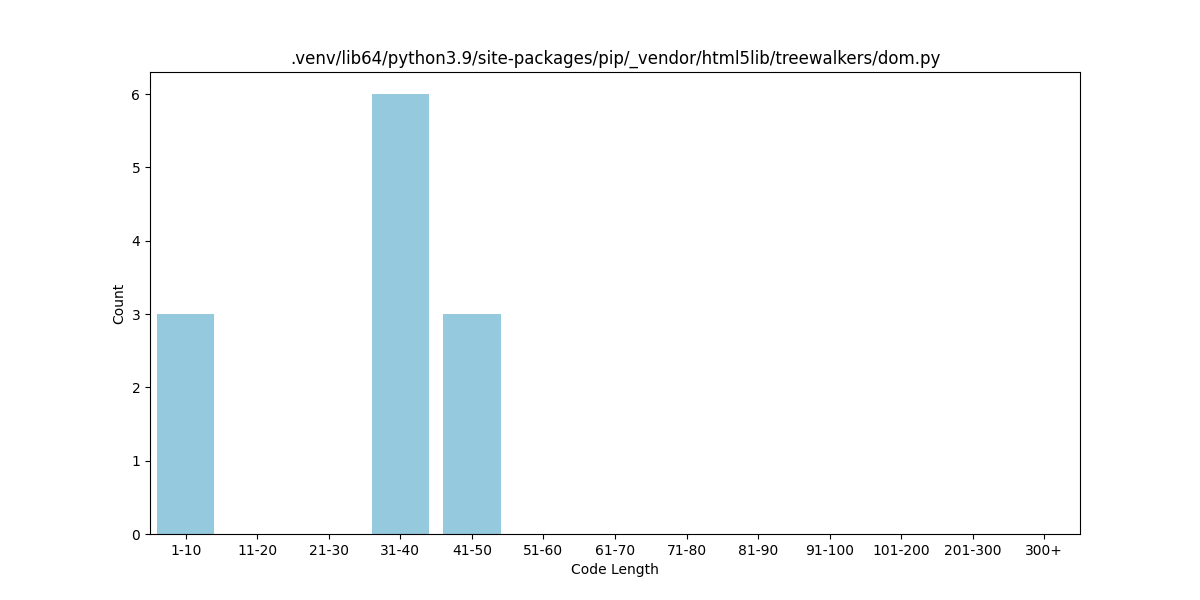 .venv/lib64/python3.9/site-packages/pip/_vendor/html5lib/treewalkers/dom.py
6
5
4
3
2
1
0
Count
1-10 11-20 21-30 31-40 41-50 51-60 61-70 71-80 81-90 91-100 101-200 201-300 300+
Code Length